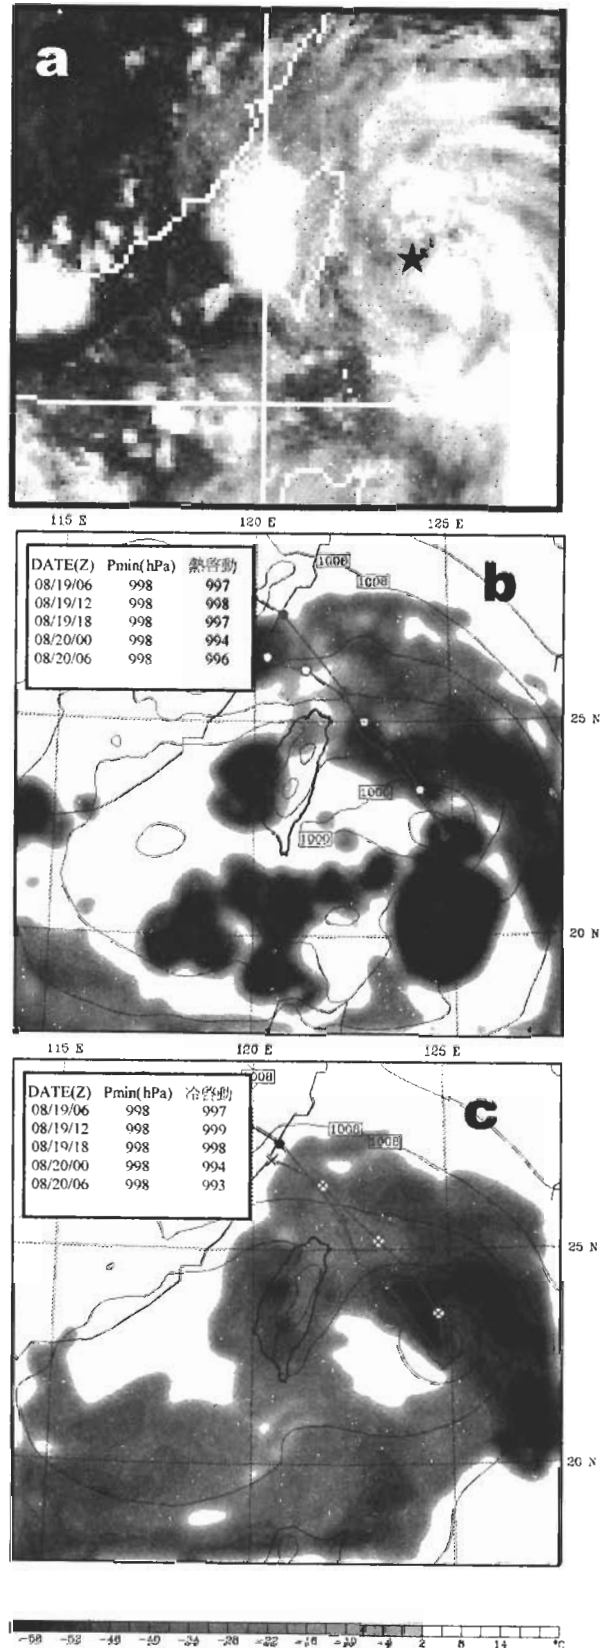 a
115 E 120 E 125 E
b
DATE(Z) Pmin(hPa) 熱啓動
08/19/06 998 997
08/19/12 998 998
08/19/18 998 997
08/20/00 998 994
08/20/06 998 996
1008
1008
25 N
1000
1000
20 N
115 E 120 E 125 E
1008
c
DATE(Z) Pmin(hPa) 冷啓動
08/19/06 998 997
08/19/12 998 999
08/19/18 998 998
08/20/00 998 994
08/20/06 998 993
1008
1008
25 N
20 N
-58 -52 -46 -40 -34 -28 -22 -16 -10 -4 2 8 14 °C